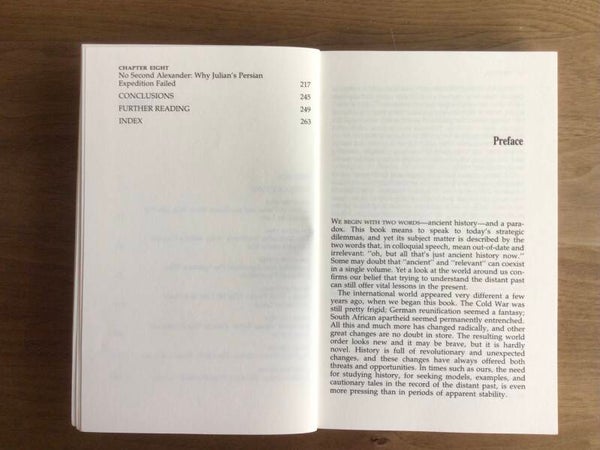 CHAPTER EIGHT
No Second Alexander: Why Julian's Persian
Expedition Failed 217
CONCLUSIONS 245
FURTHER READING 249
INDEX 263
Preface
WE BEGIN WITH TWO WORDS—ancient history—and a para-
dox. This book means to speak to today's strategic
dilemmas, and yet its subject matter is described by the
two words that, in colloquial speech, mean out-of-date and
irrelevant: "oh, but all that's just ancient history now."
Some may doubt that "ancient" and "relevant" can coexist
in a single volume. Yet a look at the world around us con-
firms our belief that trying to understand the distant past
can still offer vital lessons in the present.
The international world appeared very different a few
years ago, when we began this book. The Cold War was
still pretty frigid; German reunification seemed a fantasy;
South African apartheid seemed permanently entrenched.
All this and much more has changed radically, and other
great changes are no doubt in store. The resulting world
order looks new and it may be brave, but it is hardly
novel. History is full of revolutionary and unexpected
changes, and these changes have always offered both
threats and opportunities. In times such as ours, the need
for studying history, for seeking models, examples, and
cautionary tales in the record of the distant past, is even
more pressing than in periods of apparent stability.